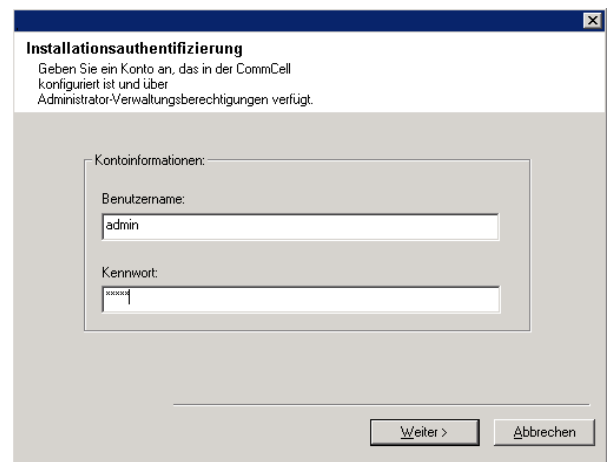 Installationsauthentifizierung
Geben Sie ein Konto an, das in der CommCell
konfiguriert ist und über
Administrator-Verwaltungsberechtigungen verfügt.
Kontoinformationen:
Benutzername:
admin
Kennwort:
*****
Weiter >
Abbrechen